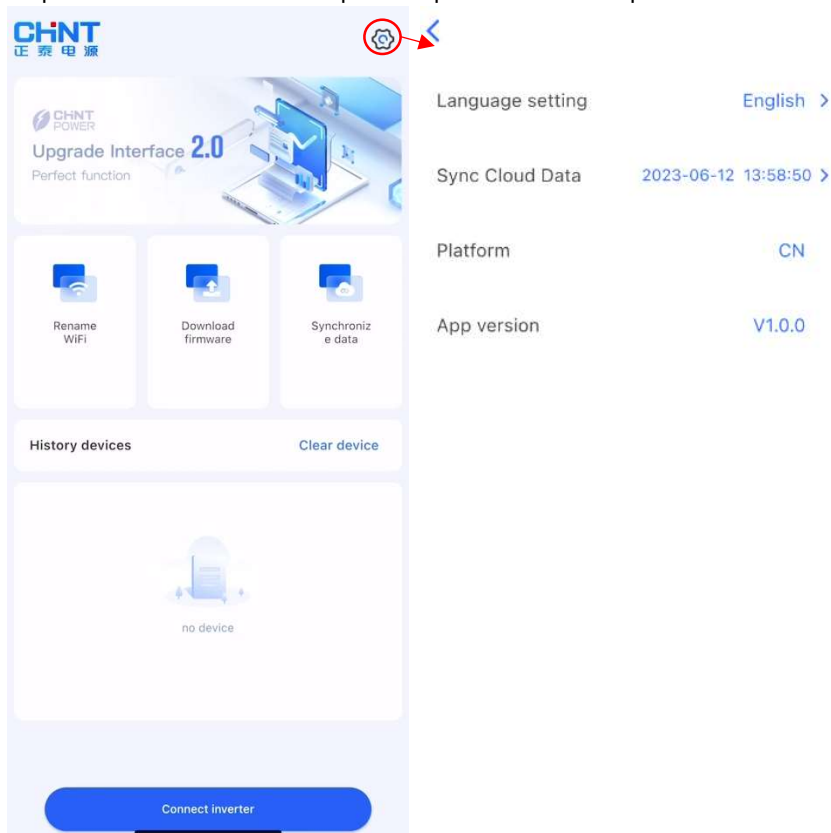 CHiNT
正泰电源
CHiNT
POWER
Upgrade Interface 2.0
Perfect function
Rename
WiFi
Download
firmware
Synchroniz
e data
History devices
Clear device
no device
Connect inverter
Language setting
English >
Sync Cloud Data
2023-06-12 13:58:50 >
Platform
CN
App version
V1.0.0